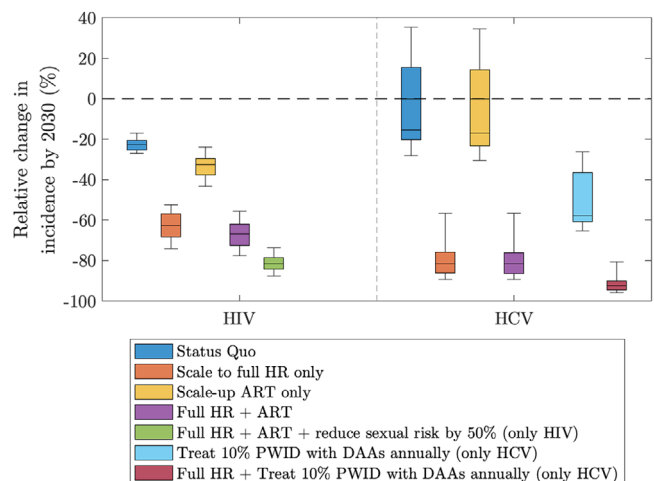 Relative change in
incidence by 2030 (%)
40
20
0
-20
-40
-60
-80
-100
HIV
HCV
Status Quo
Scale to full HR only
Scale-up ART only
Full HR + ART
Full HR + ART + reduce sexual risk by 50% (only HIV)
Treat 10% PWID with DAAs annually (only HCV)
Full HR + Treat 10% PWID with DAAs annually (only HCV)